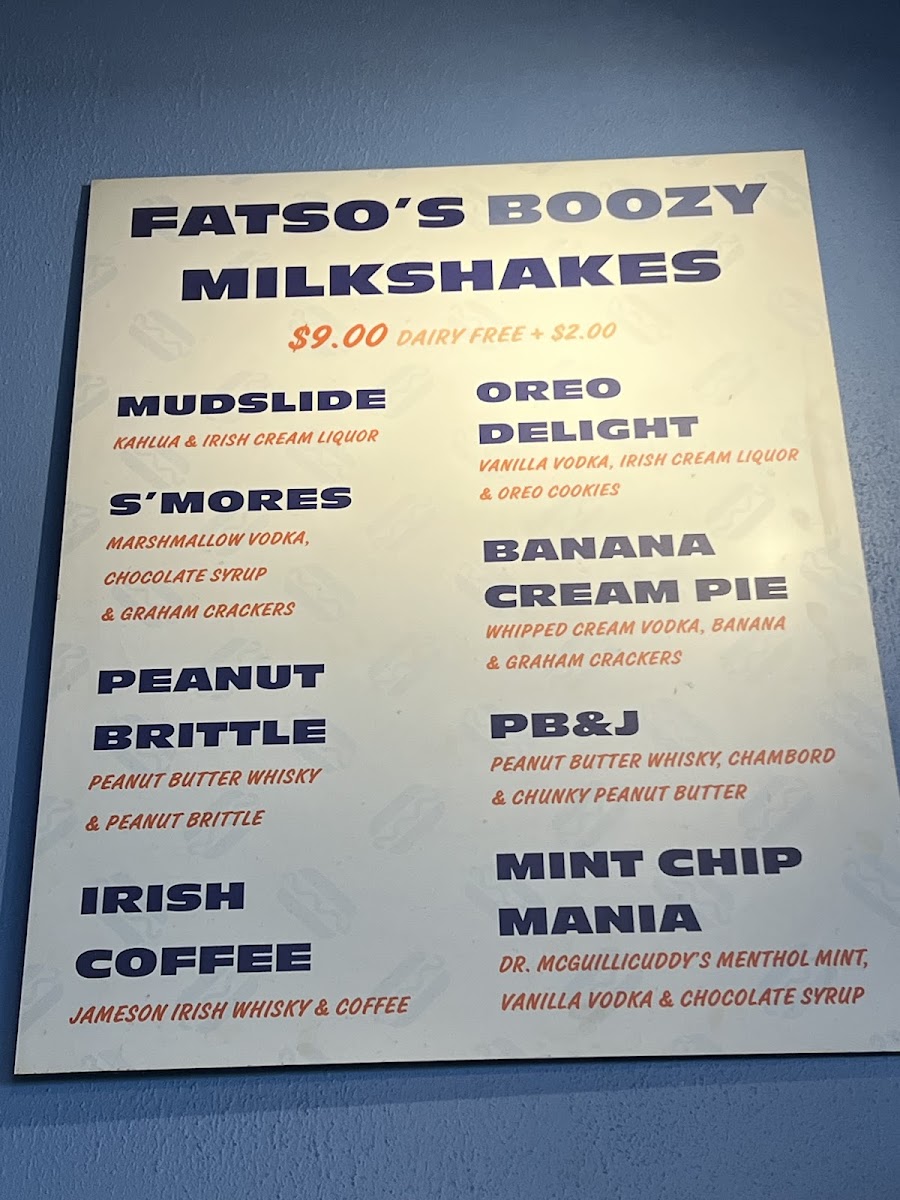 FATSO'S BOOZY
MILKSHAKES
$9.00 DAIRY FREE + $2.00
MUDSLIDE
KAHLUA & IRISH CREAM LIQUOR
S'MORES
MARSHMALLOW VODKA,
CHOCOLATE SYRUP
& GRAHAM CRACKERS
PEANUT
BRITTLE
PEANUT BUTTER WHISKY
& PEANUT BRITTLE
IRISH
COFFEE
JAMESON IRISH WHISKY & COFFEE
OREO
DELIGHT
VANILLA VODKA, IRISH CREAM LIQUOR
& OREO COOKIES
BANANA
CREAM PIE
WHIPPED CREAM VODKA, BANANA
& GRAHAM CRACKERS
PB&J
PEANUT BUTTER WHISKY, CHAMBORD
& CHUNKY PEANUT BUTTER
MINT CHIP
MANIA
DR. MCGUILLICUDDY'S MENTHOL MINT,
VANILLA VODKA & CHOCOLATE SYRUP